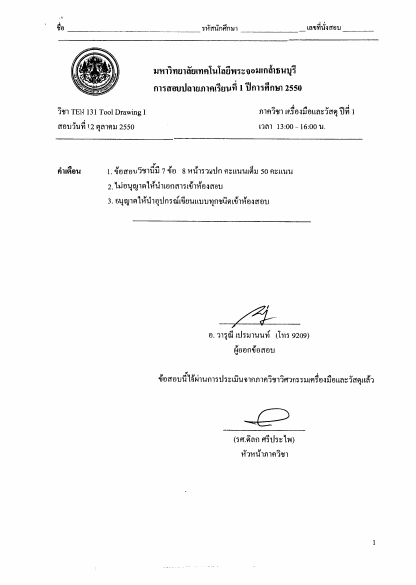 ชื่อ รหัสนักศึกษา เลขที่นั่งสอบ
มหาวิทยาลัยเทคโนโลยีพระจอมเกล้าธนบุรี
การสอบปลายภาคเรียนที่ 1 ปีการศึกษา 2550
วิชา TEN 131 Tool Drawing I ภาควิชา เครื่องมือและวัสดุ ปีที่ 1
สอบวันที่ 12 ตุลาคม 2550 เวลา 13:00 - 16:00 น.
คำเตือน 1. ข้อสอบวิชานี้มี 7 ข้อ 8 หน้ารวมปก คะแนนเต็ม 50 คะแนน
2. ไม่อนุญาตให้นำเอกสารเข้าห้องสอบ
3. อนุญาตให้นำอุปกรณ์เขียนแบบทุกชนิดเข้าห้องสอบ
อ. วารุณี เปรมานนท์ (โทร 9209)
ผู้ออกข้อสอบ
ข้อสอบนี้ได้ผ่านการประเมินจากภาควิชาวิศวกรรมเครื่องมือและวัสดุแล้ว
(รศ.ดิลก ศรีประไพ)
หัวหน้าภาควิชา
1